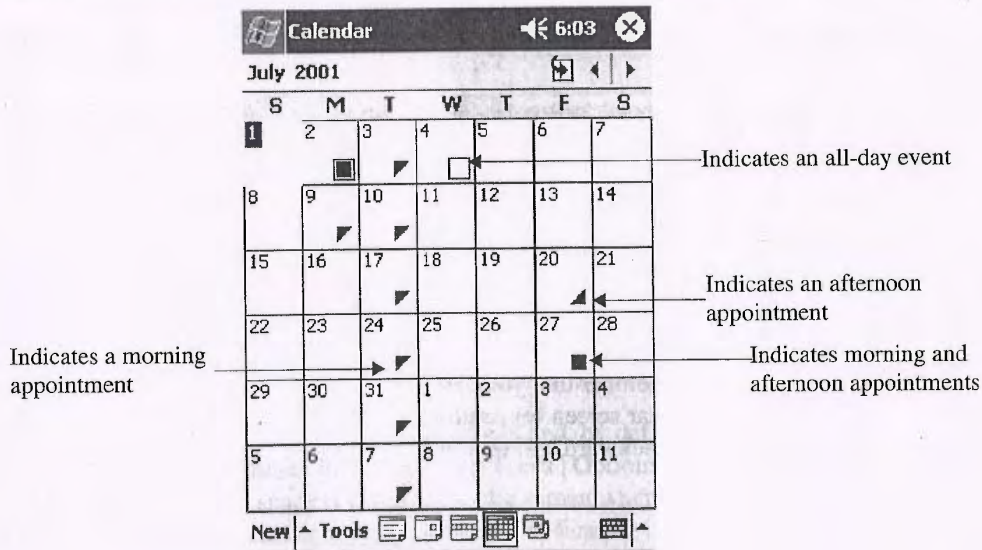 Calendar 6:03
July 2001
S M T W T F S
1 2 3 4 5 6 7
Indicates an all-day event
8 9 10 11 12 13 14
15 16 17 18 19 20 21
Indicates an afternoon
appointment
22 23 24 25 26 27 28
Indicates a morning
appointment
Indicates morning and
afternoon appointments
29 30 31 1 2 3 4
5 6 7 8 9 10 11
New Tools